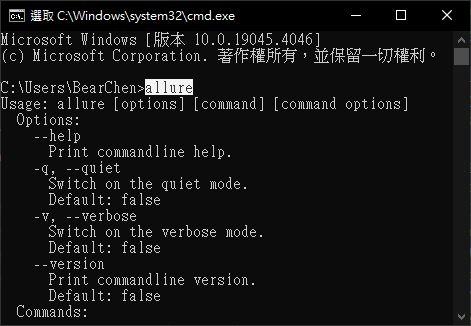 選取 C:\Windows\system32\cmd.exe
Microsoft Windows [版本 10.0.19045.4046]
(c) Microsoft Corporation. 著作權所有，並保留一切權利。
C:\Users\BearChen>allure
Usage: allure [options] [command] [command options]
  Options:
    --help
      Print commandline help.
    -q, --quiet
      Switch on the quiet mode.
      Default: false
    -v, --verbose
      Switch on the verbose mode.
      Default: false
    --version
      Print commandline version.
      Default: false
  Commands: